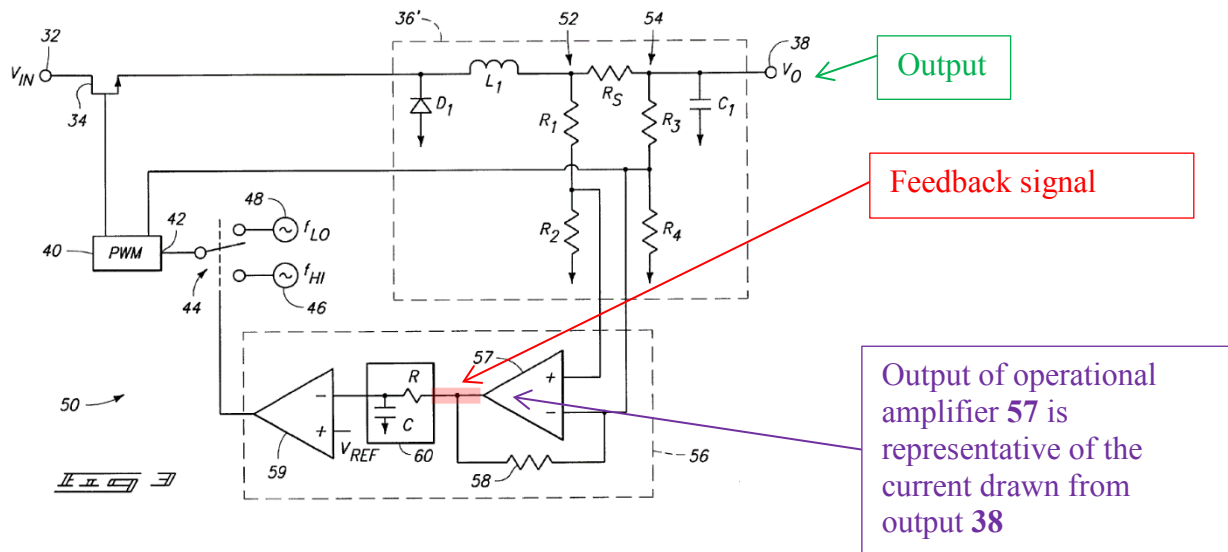 36'
52
54
32
38
V_IN
V_O
Output
34
L_1
R_S
D_1
C_1
R_1
R_3
Feedback signal
48
42
f_LO
R_2
R_4
40
PWM
f_HI
44
46
57
R
+
Output of operational
amplifier 57 is
representative of the
current drawn from
output 38
50
−
−
C
+
V_REF
59
60
58
56
Fig 3